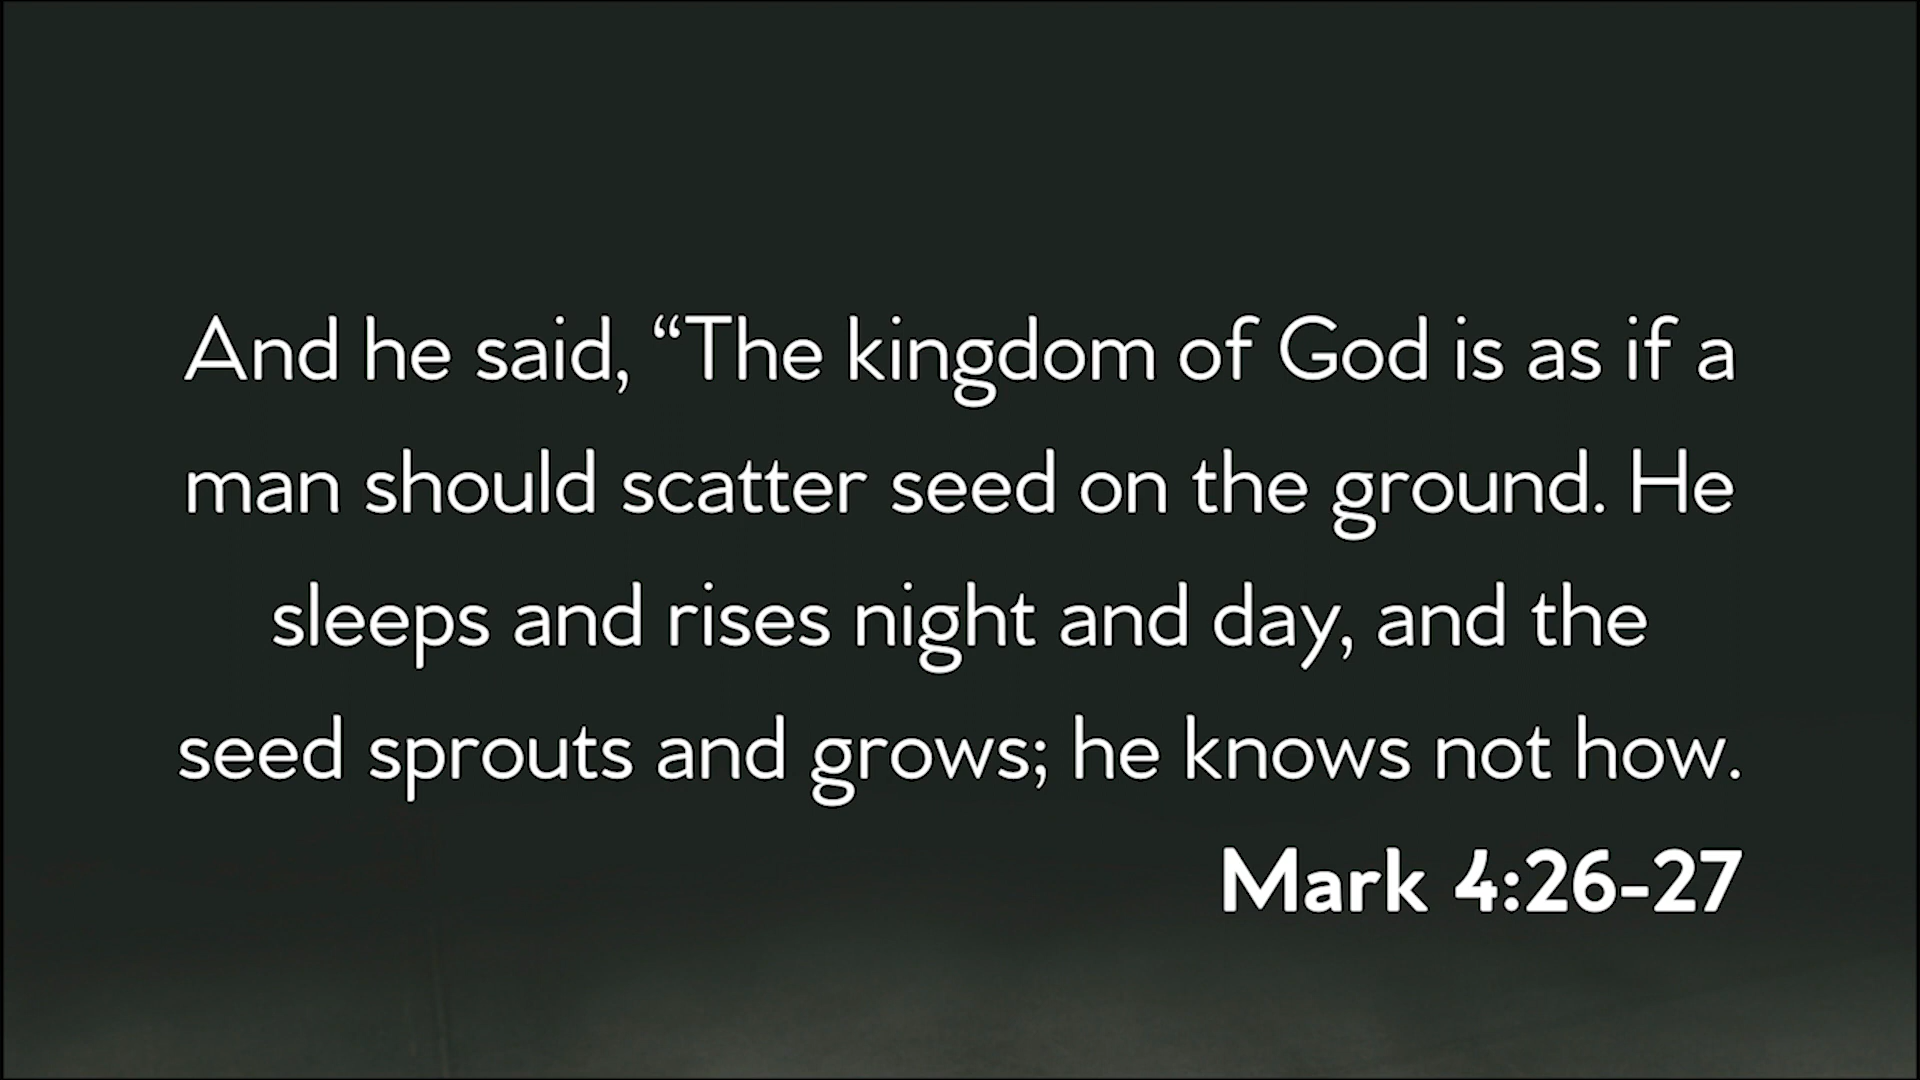 And he said, “The kingdom of God is as if a
man should scatter seed on the ground. He
sleeps and rises night and day, and the
seed sprouts and grows; he knows not how.
Mark 4:26-27